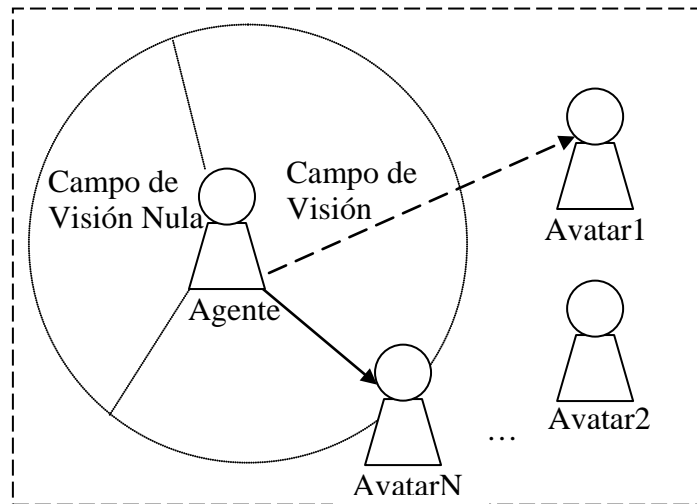 Campo de
Visión Nula
Campo de
Visión
Avatar1
Agente
Avatar2
...
AvatarN